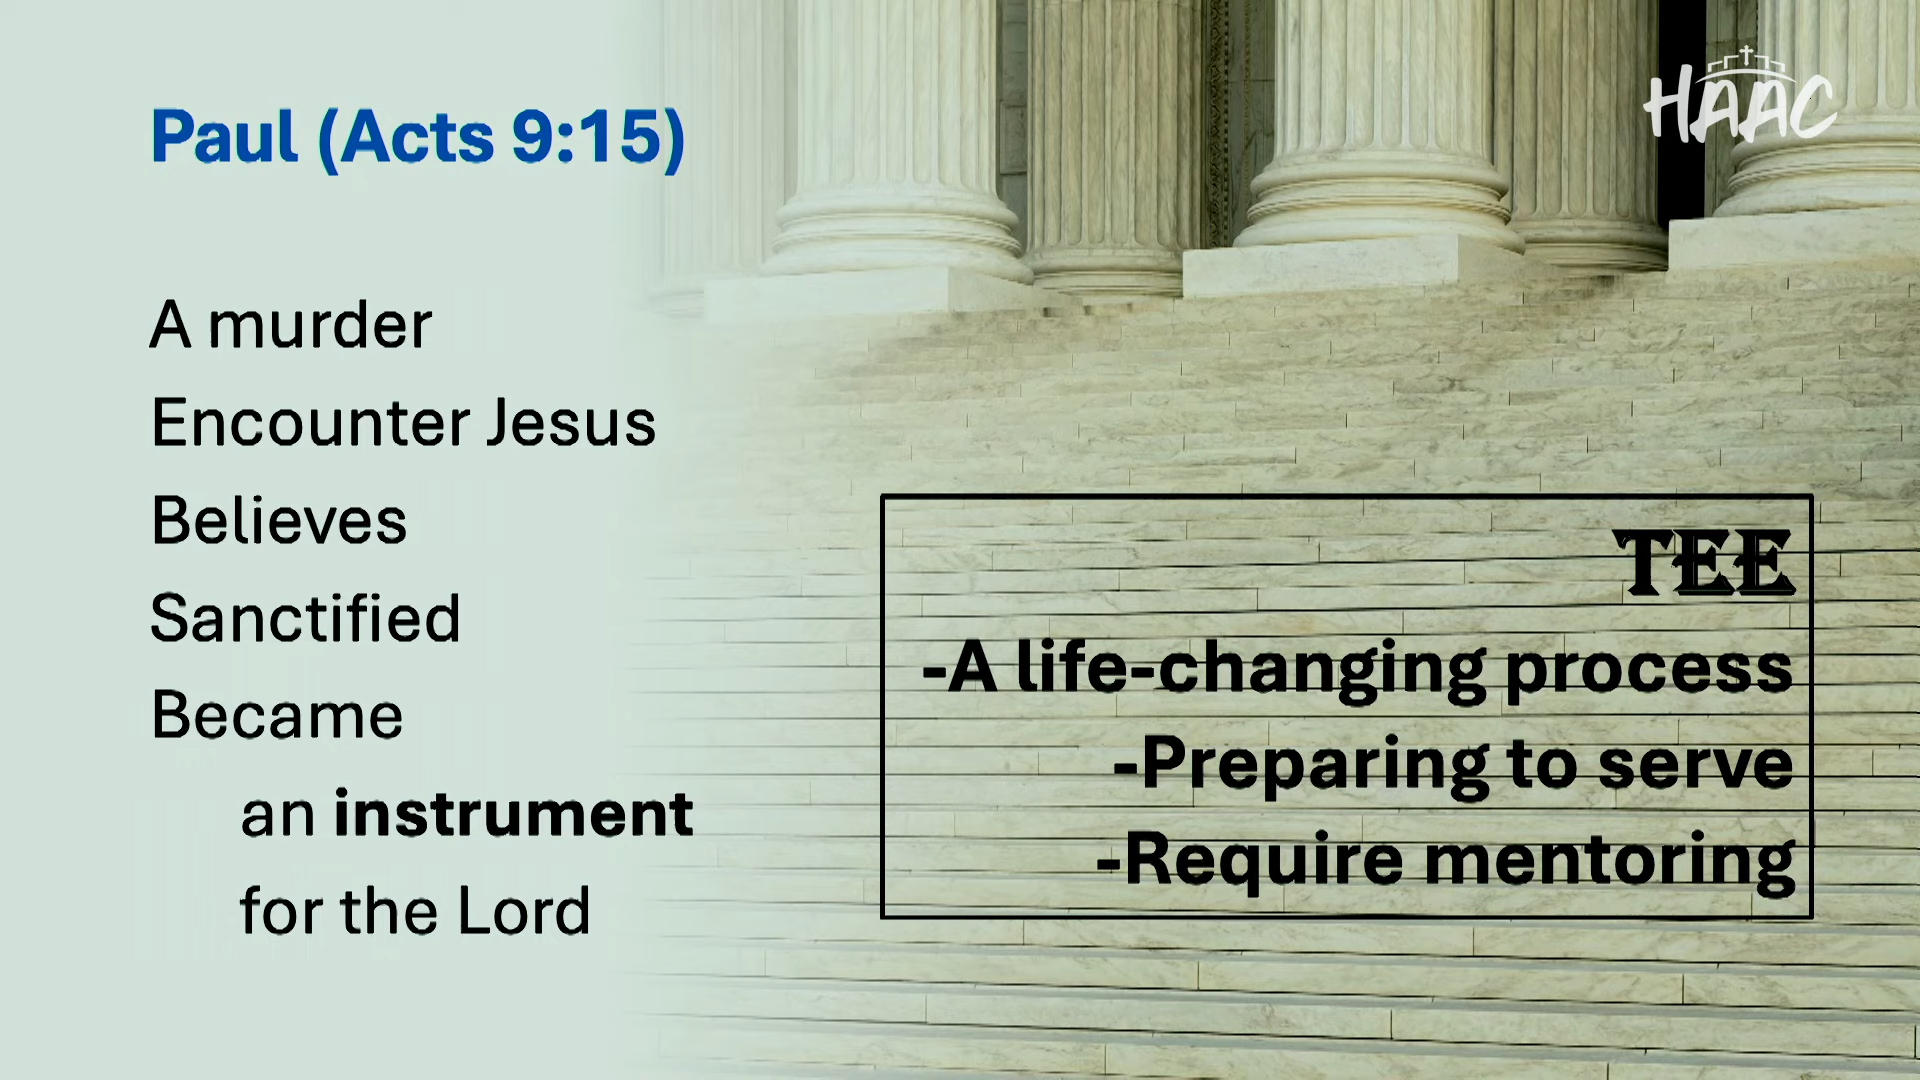 Paul (Acts 9:15)
HAAC
A murder
Encounter Jesus
Believes
Sanctified
Became
an instrument
for the Lord
TEE
-A life-changing process
-Preparing to serve
-Require mentoring